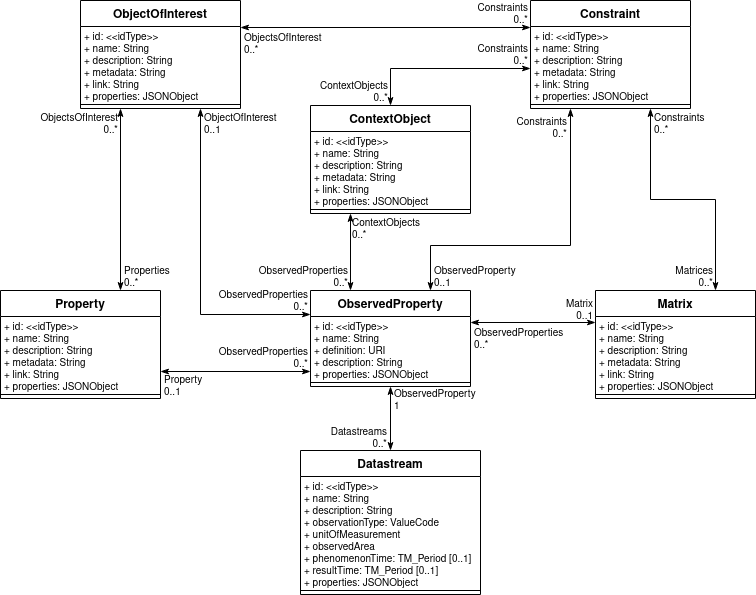 ObjectOfInterest
+ id: <<idType>>
+ name: String
+ description: String
+ metadata: String
+ link: String
+ properties: JSONObject
Constraints
0..*
ObjectsOfInterest
0..*
Constraint
+ id: <<idType>>
+ name: String
+ description: String
+ metadata: String
+ link: String
+ properties: JSONObject
Constraints
0..*
ContextObjects
0..*
ContextObject
+ id: <<idType>>
+ name: String
+ description: String
+ metadata: String
+ link: String
+ properties: JSONObject
ObjectsOfInterest
0..*
ObjectOfInterest
0..1
Constraints
0..*
Constraints
0..*
ContextObjects
0..*
Properties
0..*
ObservedProperties
0..*
ObservedProperty
0..1
Matrices
0..*
Property
+ id: <<idType>>
+ name: String
+ description: String
+ metadata: String
+ link: String
+ properties: JSONObject
ObservedProperties
0..*
ObservedProperties
0..*
Property
0..1
ObservedProperty
+ id: <<idType>>
+ name: String
+ definition: URI
+ description: String
+ properties: JSONObject
Matrix
0..1
ObservedProperties
0..*
Matrix
+ id: <<idType>>
+ name: String
+ description: String
+ metadata: String
+ link: String
+ properties: JSONObject
ObservedProperty
1
Datastreams
0..*
Datastream
+ id: <<idType>>
+ name: String
+ description: String
+ observationType: ValueCode
+ unitOfMeasurement
+ observedArea
+ phenomenonTime: TM_Period [0..1]
+ resultTime: TM_Period [0..1]
+ properties: JSONObject